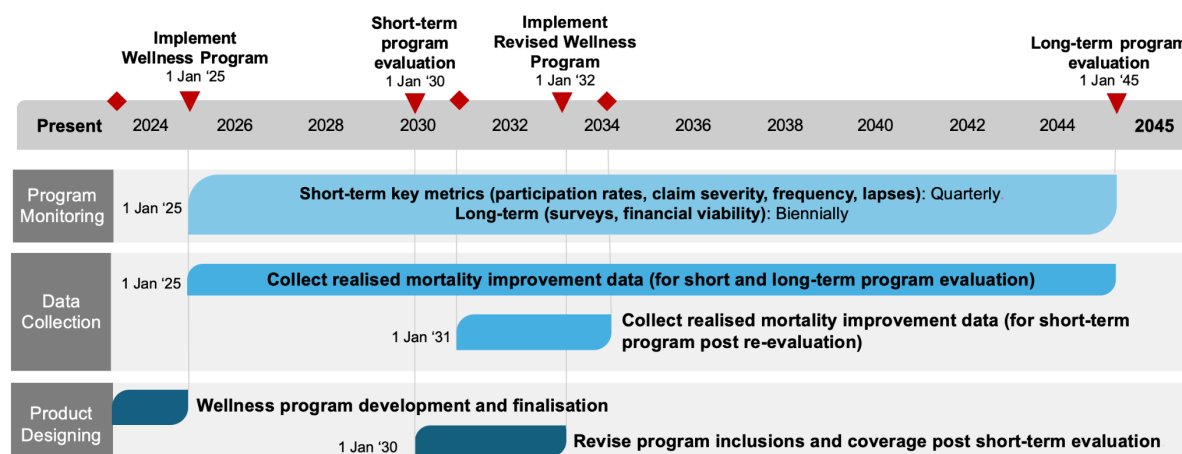 Implement
Wellness Program
1 Jan ‘25
Short-term
program
evaluation
1 Jan ‘30
Implement
Revised Wellness
Program
1 Jan ‘32
Long-term program
evaluation
1 Jan ‘45
Present 2024 2026 2028 2030 2032 2034 2036 2038 2040 2042 2044 2045
Program
Monitoring
1 Jan ‘25
Short-term key metrics (participation rates, claim severity, frequency, lapses): Quarterly.
Long-term (surveys, financial viability): Biennially
Data
Collection
1 Jan ‘25
Collect realised mortality improvement data (for short and long-term program evaluation)
1 Jan ‘31
Collect realised mortality improvement data (for short-term
program post re-evaluation)
Product
Designing
Wellness program development and finalisation
1 Jan ‘30
Revise program inclusions and coverage post short-term evaluation